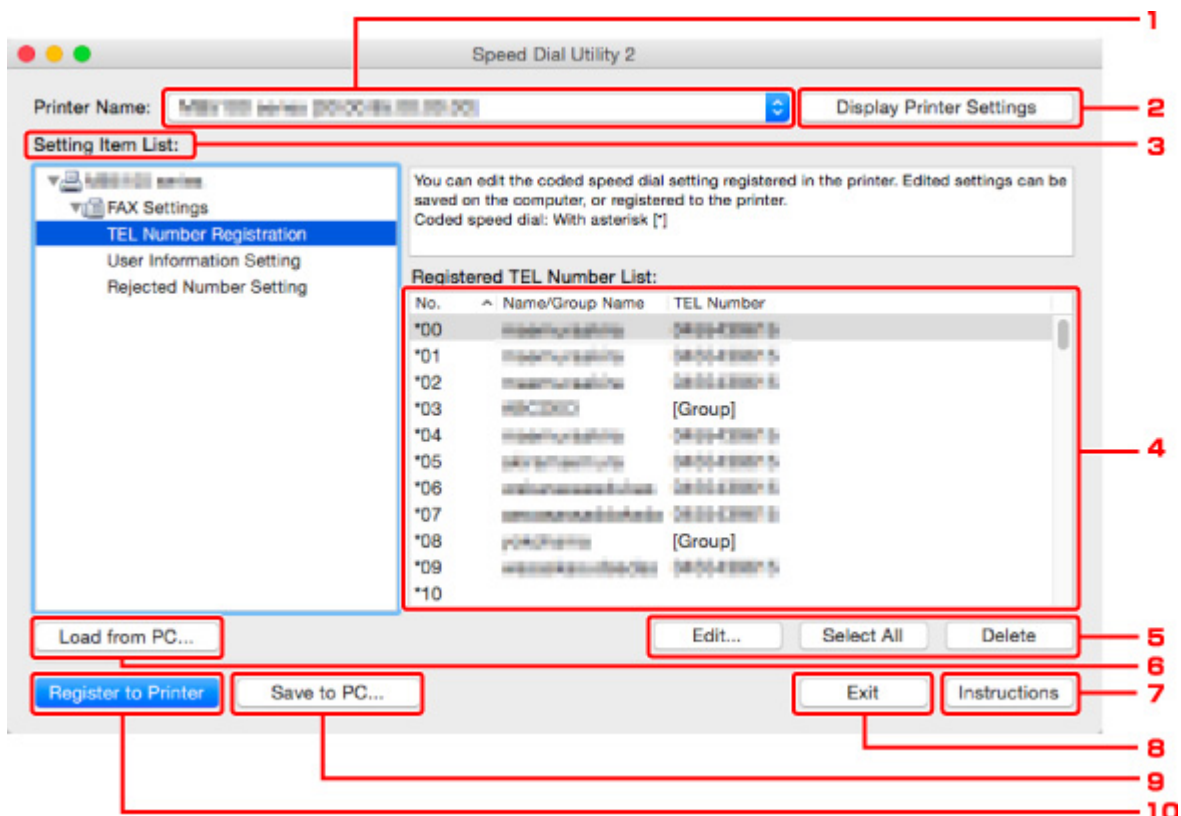 1
Speed Dial Utility 2
Printer Name:
Display Printer Settings
2
Setting Item List:
3
FAX Settings
TEL Number Registration
User Information Setting
Rejected Number Setting
You can edit the coded speed dial setting registered in the printer. Edited settings can be
saved on the computer, or registered to the printer.
Coded speed dial: With asterisk [*]
Registered TEL Number List:
No. Name/Group Name TEL Number
*00
*01
*02
*03 [Group]
*04
*05
*06
*07
*08 [Group]
*09
*10
4
Load from PC...
Edit... Select All Delete
5
6
Register to Printer Save to PC... Exit Instructions
7
8
9
10